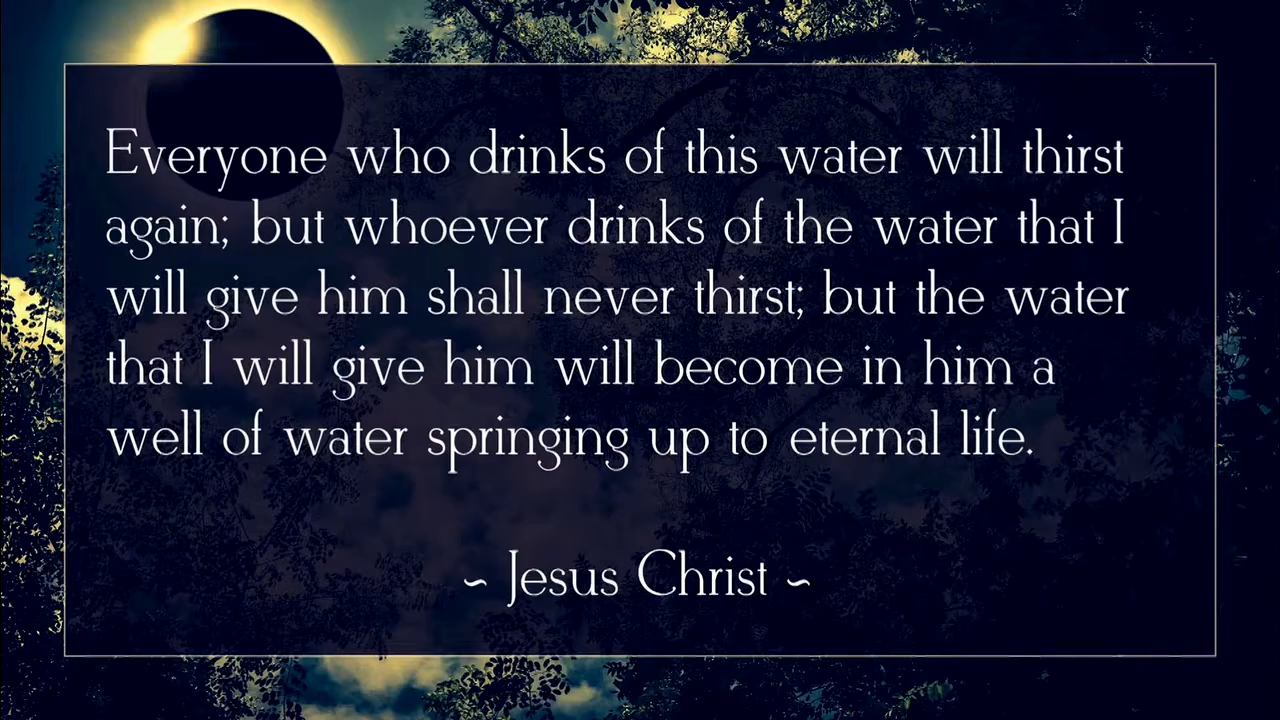 Everyone who drinks of this water will thirst
again; but whoever drinks of the water that I
will give him shall never thirst; but the water
that I will give him will become in him a
well of water springing up to eternal life.
~ Jesus Christ ~